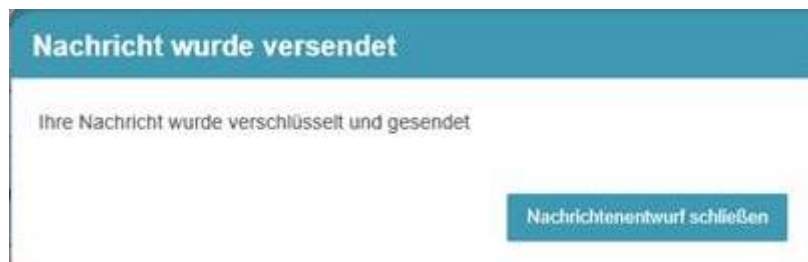 Nachricht wurde versendet
Ihre Nachricht wurde verschlüsselt und gesendet
Nachrichtenentwurf schließen